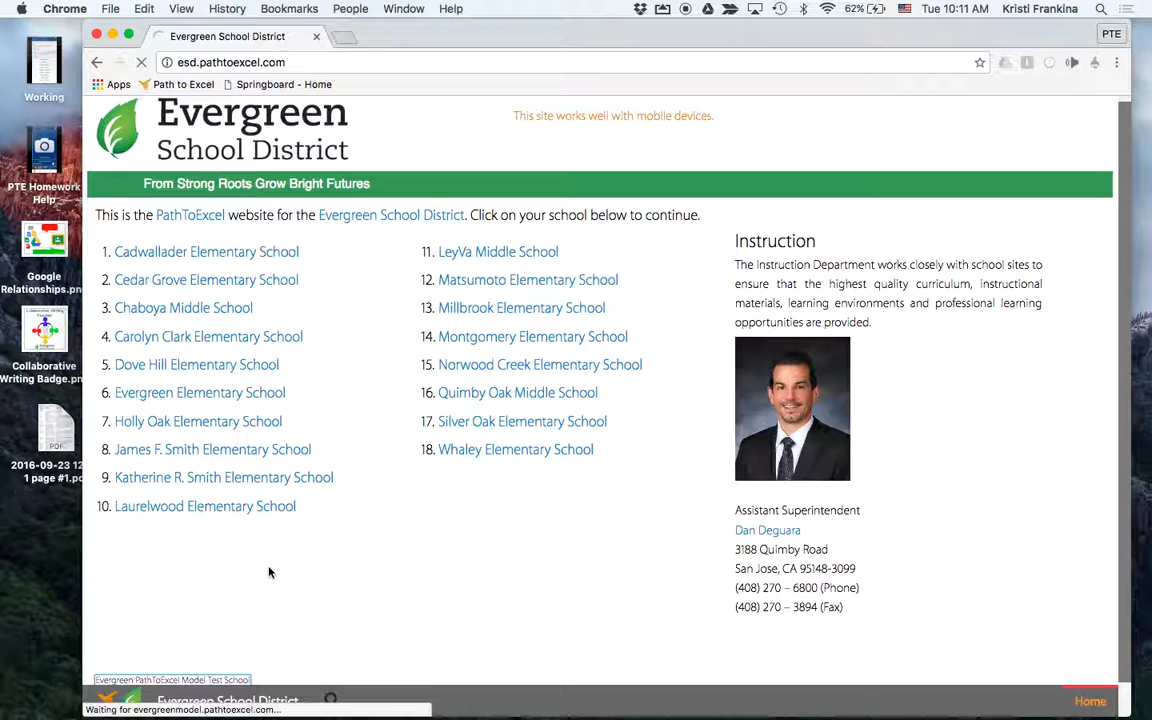 Chrome File Edit View History Bookmarks People Window Help 62% Tue 10:11 AM Kristi Frankina
Evergreen School District PTE
esd.pathtoexcel.com
Apps Path to Excel Springboard - Home
Working
PTE Homework
Help
Google
Relationships.pn
Collaborative
Writing Badge.pn
PDF
2016-09-23 12
1 page #1.pc
Evergreen
School District
This site works well with mobile devices.
From Strong Roots Grow Bright Futures
This is the PathToExcel website for the Evergreen School District. Click on your school below to continue.
1. Cadwallader Elementary School
2. Cedar Grove Elementary School
3. Chaboya Middle School
4. Carolyn Clark Elementary School
5. Dove Hill Elementary School
6. Evergreen Elementary School
7. Holly Oak Elementary School
8. James F. Smith Elementary School
9. Katherine R. Smith Elementary School
10. Laurelwood Elementary School
11. LeyVa Middle School
12. Matsumoto Elementary School
13. Millbrook Elementary School
14. Montgomery Elementary School
15. Norwood Creek Elementary School
16. Quimby Oak Middle School
17. Silver Oak Elementary School
18. Whaley Elementary School
Instruction
The Instruction Department works closely with school sites to
ensure that the highest quality curriculum, instructional
materials, learning environments and professional learning
opportunities are provided.
Assistant Superintendent
Dan Deguara
3188 Quimby Road
San Jose, CA 95148-3099
(408) 270 – 6800 (Phone)
(408) 270 – 3894 (Fax)
Evergreen PathToExcel Model Test School
Evergreen School District
Home
Waiting for evergreenmodel.pathtoexcel.com...